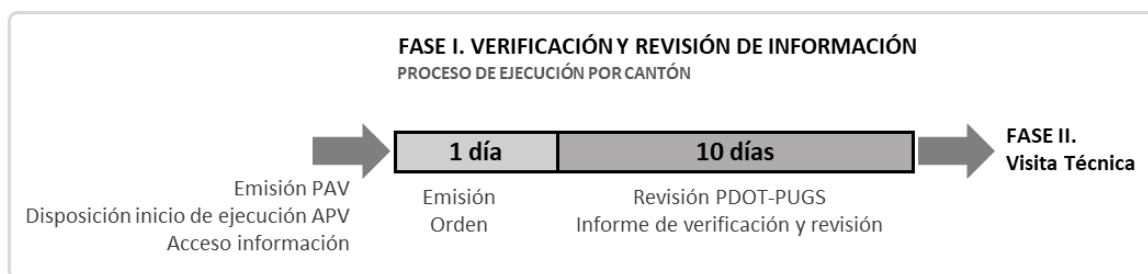 FASE I. VERIFICACIÓN Y REVISIÓN DE INFORMACIÓN
PROCESO DE EJECUCIÓN POR CANTÓN
1 día
10 días
FASE II.
Visita Técnica
Emisión PAV
Disposición inicio de ejecución APV
Acceso información
Emisión
Orden
Revisión PDOT-PUGS
Informe de verificación y revisión